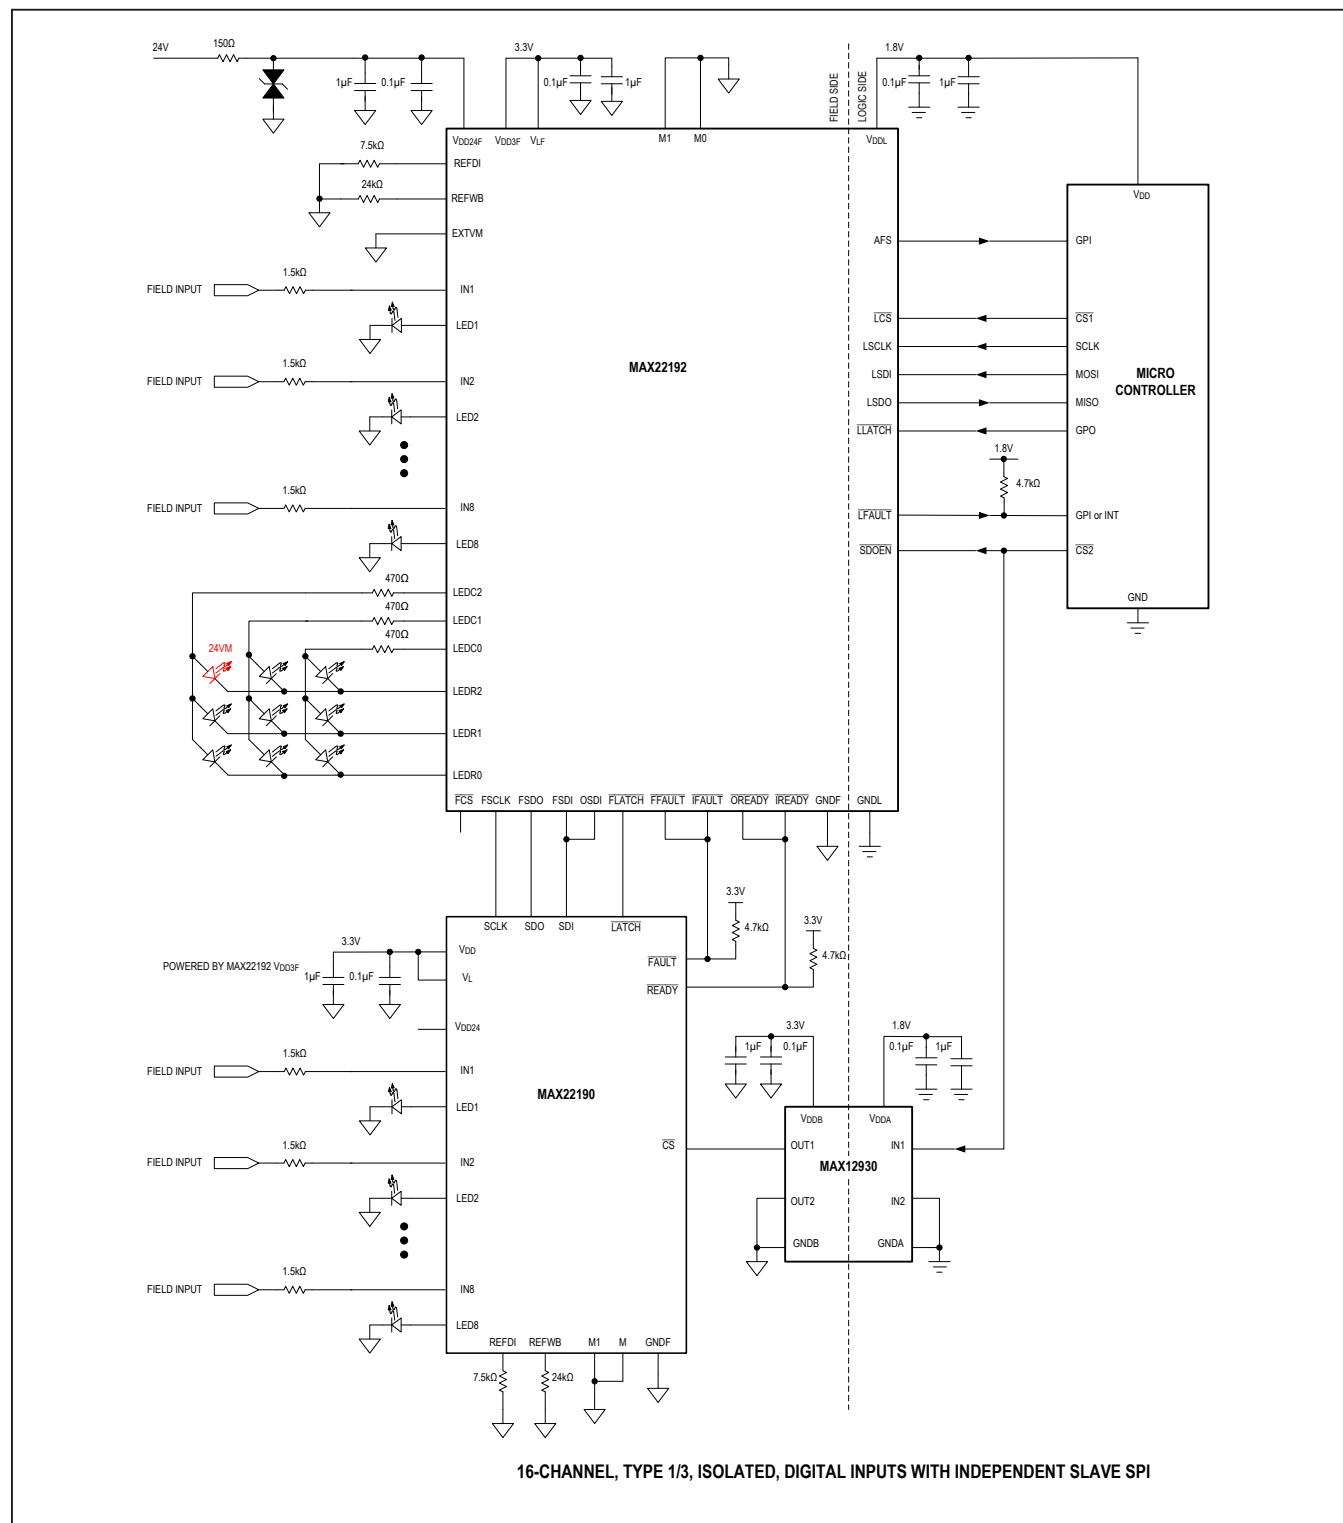 24V
150Ω
1µF
0.1µF
3.3V
0.1µF
1µF
FIELD SIDE
LOGIC SIDE
1.8V
0.1µF
1µF
VDD24F
VDD3F
VLF
M1
M0
VDDL
7.5kΩ
REFDI
24kΩ
REFWB
EXTVM
VDD
AFS
GPI
FIELD INPUT
1.5kΩ
IN1
LED1
LCS
CS1
LSCLK
SCLK
MAX22192
MICRO
CONTROLLER
FIELD INPUT
1.5kΩ
IN2
LED2
LSDI
MOSI
LSDO
MISO
LLATCH
GPO
1.8V
4.7kΩ
FIELD INPUT
1.5kΩ
IN8
LED8
LFAULT
GPI or INT
SDOEN
CS2
GND
470Ω
LEDC2
470Ω
LEDC1
470Ω
LEDC0
24VM
LEDR2
LEDR1
LEDR0
FCS
FSCLK
FSDO
FSDI
OSDI
FLATCH
FFAULT
IFAULT
OREADY
IREADY
GNDF
GNDL
3.3V
4.7kΩ
3.3V
4.7kΩ
SCLK
SDO
SDI
LATCH
3.3V
VDD
FAULT
POWERED BY MAX22192 VDD3F
1µF
0.1µF
VL
READY
VDD24
3.3V
1µF
0.1µF
1.8V
0.1µF
1µF
FIELD INPUT
1.5kΩ
IN1
LED1
MAX22190
VDDB
VDDA
CS
OUT1
IN1
MAX12930
FIELD INPUT
1.5kΩ
IN2
LED2
OUT2
IN2
GNDB
GNDA
FIELD INPUT
1.5kΩ
IN8
LED8
REFDI
REFWB
M1
M
GNDF
7.5kΩ
24kΩ
16-CHANNEL, TYPE 1/3, ISOLATED, DIGITAL INPUTS WITH INDEPENDENT SLAVE SPI